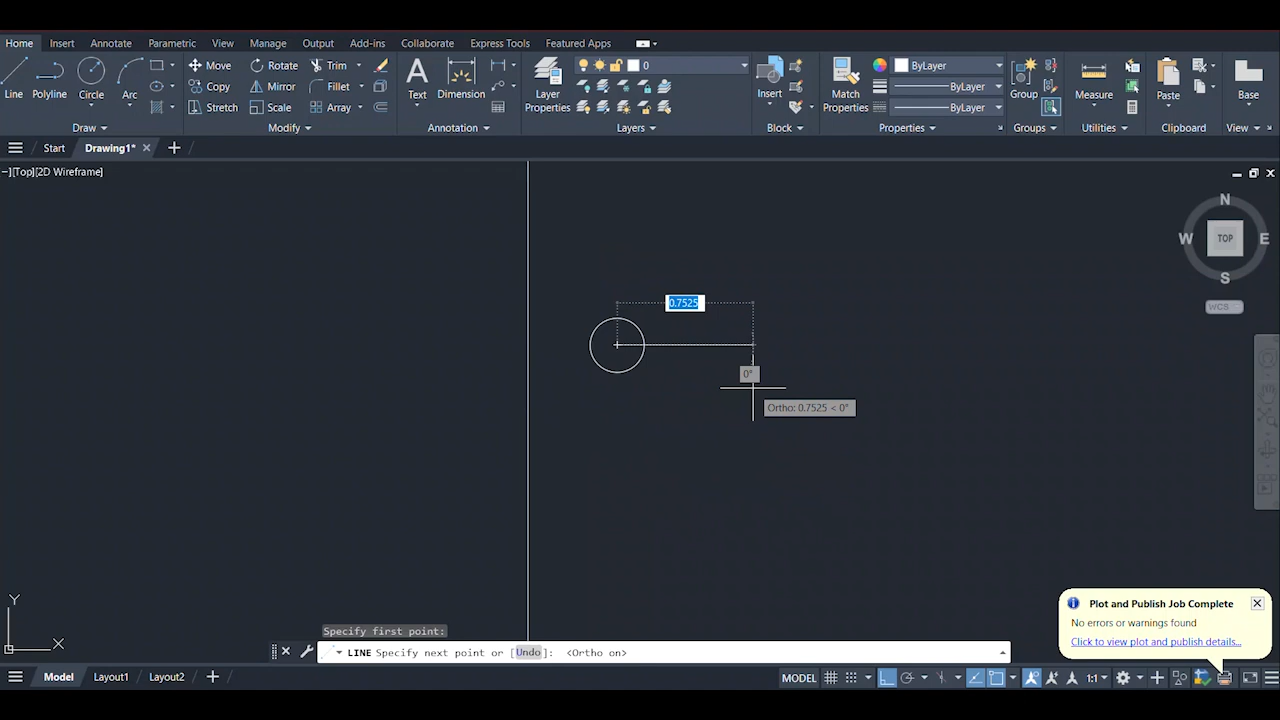 Home Insert Annotate Parametric View Manage Output Add-ins Collaborate Express Tools Featured Apps
Move Rotate Trim 0 ByLayer
Copy Mirror Fillet ByLayer
Line Polyline Circle Arc Text Dimension Layer Insert Match Group Measure Paste Base
Stretch Scale Array Properties Properties ByLayer
Draw Modify Annotation Layers Block Properties Groups Utilities Clipboard View
Start Drawing1*
−][Top][2D Wireframe]
N
W TOP E
S
WCS
0.7525
0°
Ortho: 0.7525 < 0°
Y
X
Plot and Publish Job Complete
No errors or warnings found
Click to view plot and publish details...
Specify first point:
LINE Specify next point or [Undo]: <Ortho on>
Model Layout1 Layout2 MODEL 1:1